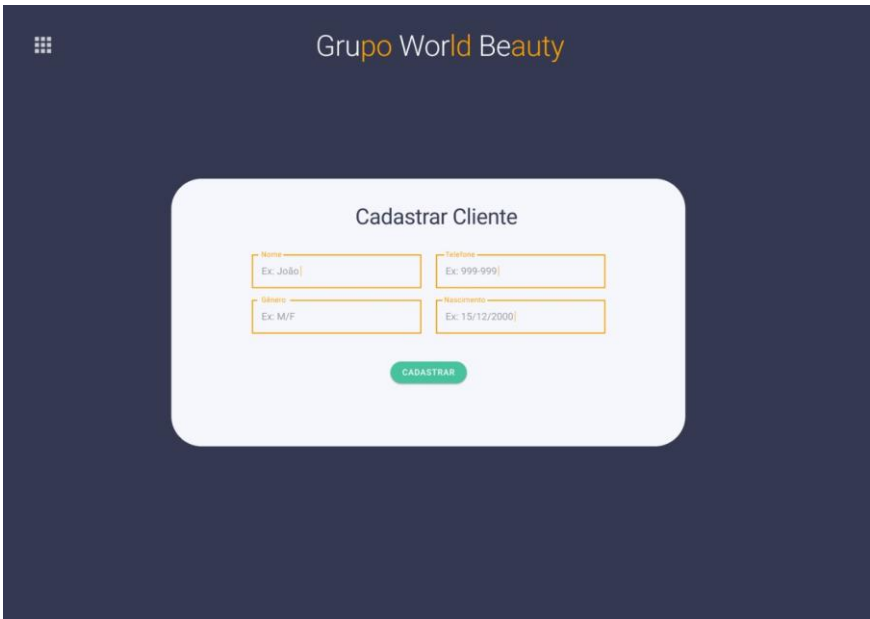 Grupo World Beauty
Cadastrar Cliente
Nome
Telefone
Ex: João
Ex: 999-999
Gênero
Nascimento
Ex: M/F
Ex: 15/12/2000
CADASTRAR